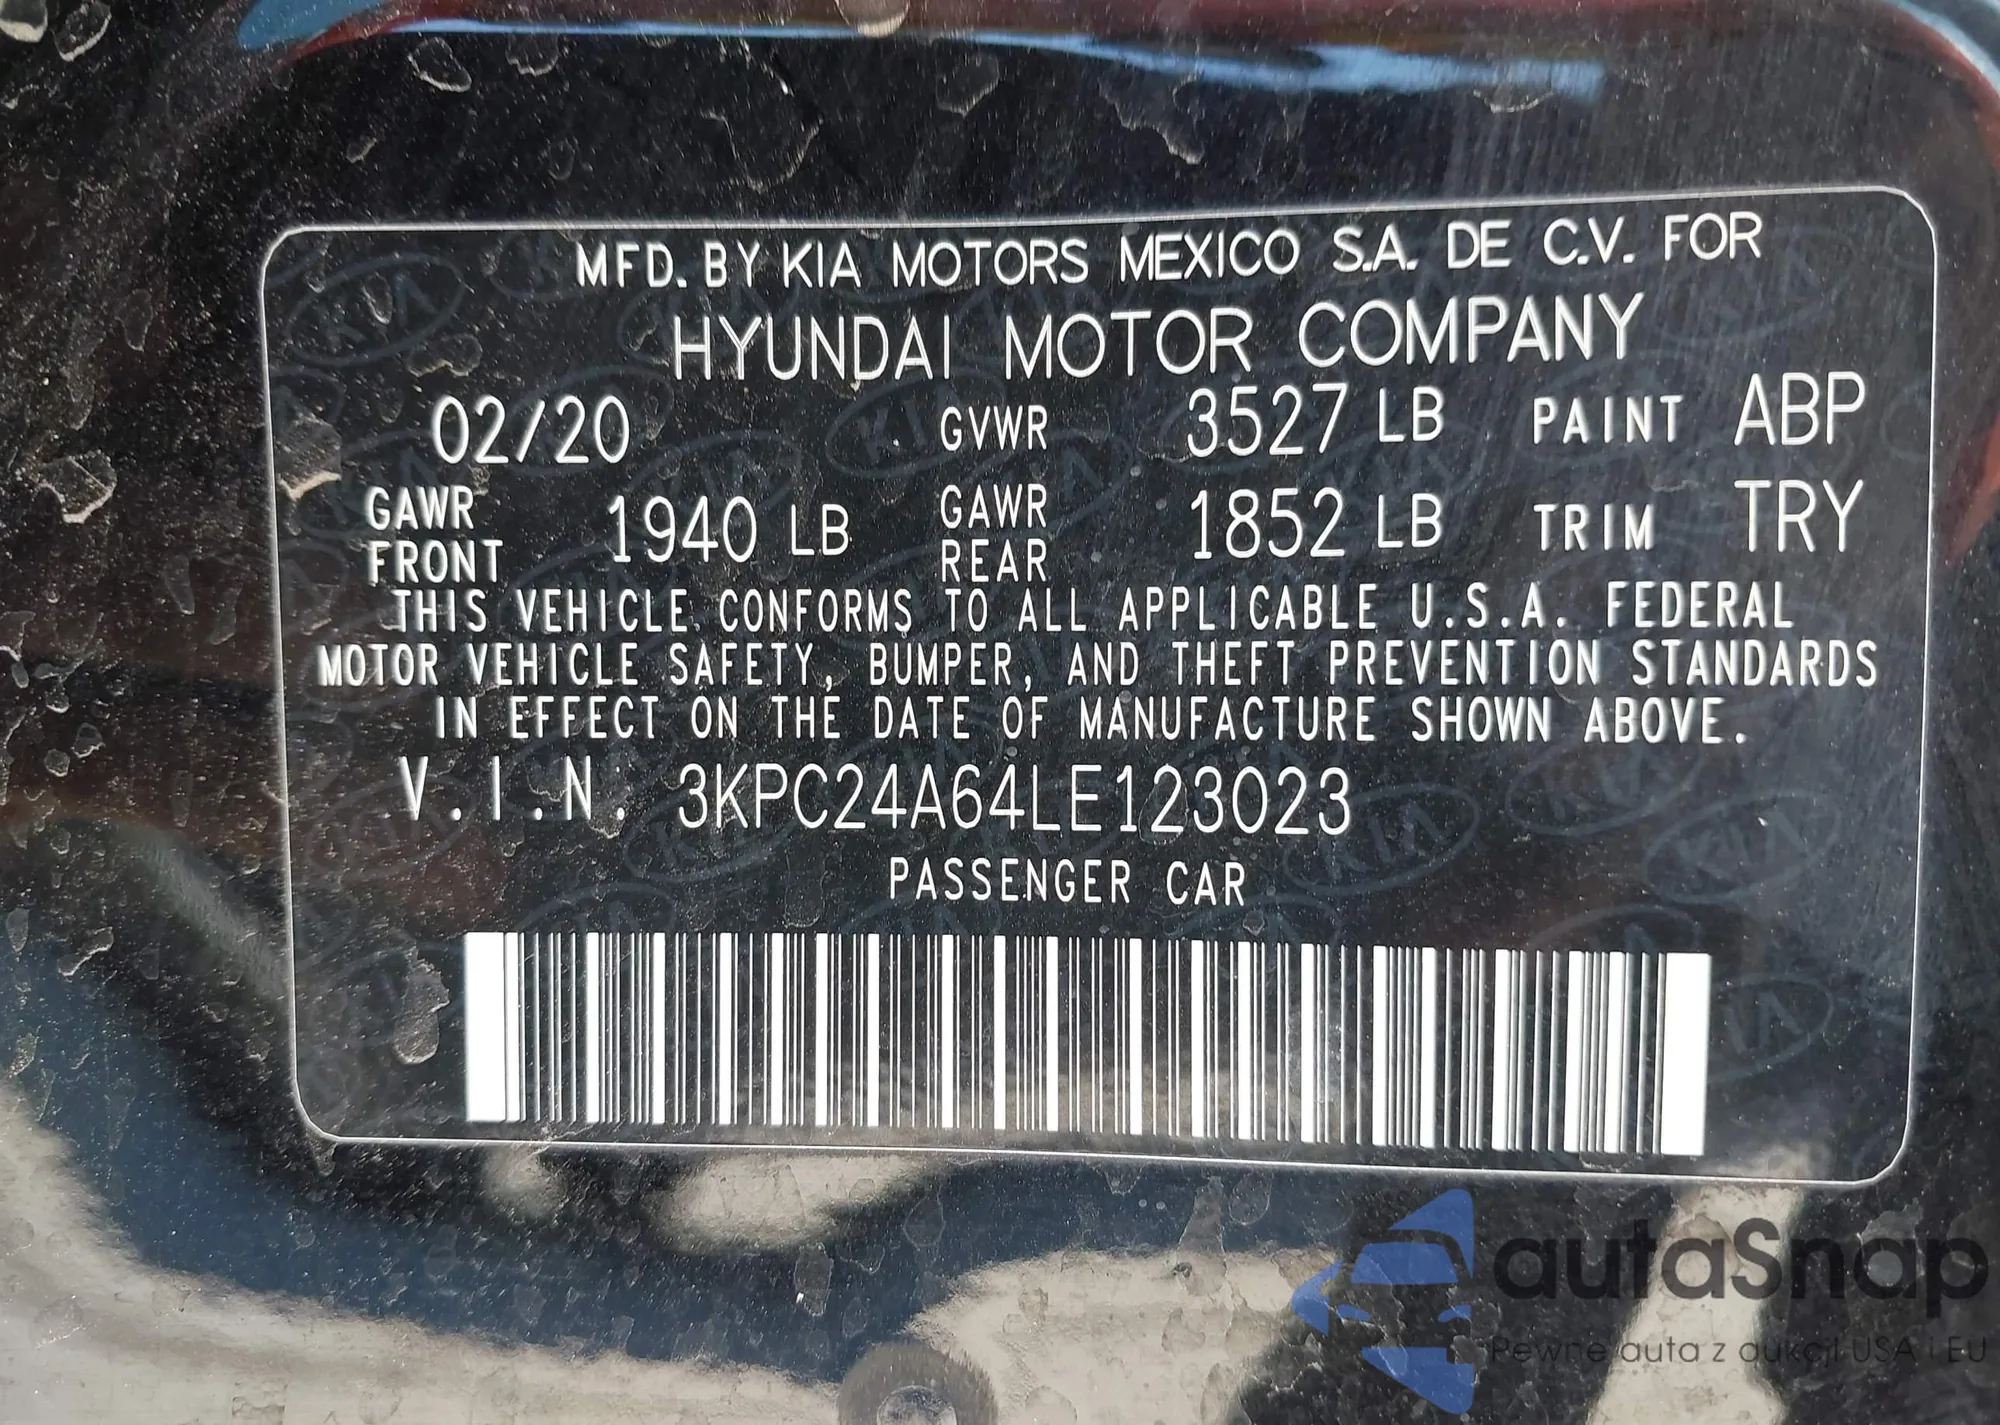 MFD. BY KIA MOTORS MEXICO S.A. DE C.V. FOR
HYUNDAI MOTOR COMPANY
02/20 GVWR 3527 LB PAINT ABP
GAWR FRONT 1940 LB GAWR REAR 1852 LB TRIM TRY
THIS VEHICLE CONFORMS TO ALL APPLICABLE U.S.A. FEDERAL
MOTOR VEHICLE SAFETY, BUMPER, AND THEFT PREVENTION STANDARDS
IN EFFECT ON THE DATE OF MANUFACTURE SHOWN ABOVE.
V.I.N: 3KPC24A64LE123023
PASSENGER CAR
autaSnap
Pewne auta z aukcji USA i EU